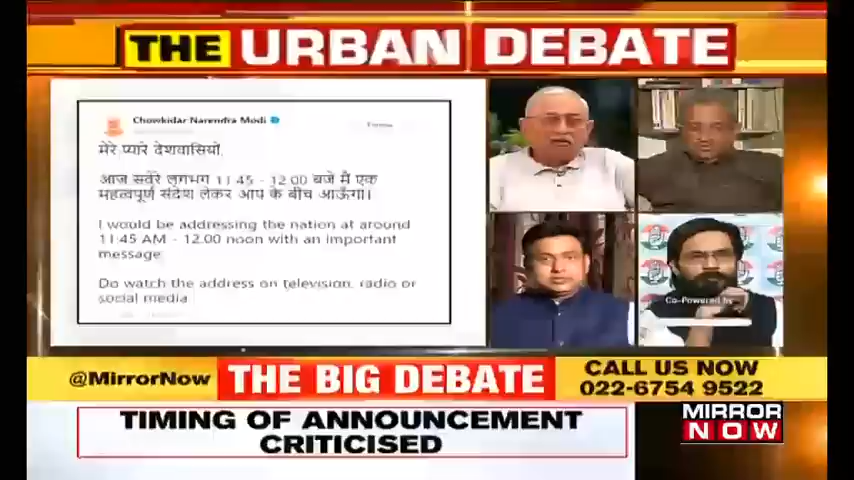 THE URBAN DEBATE
Chowkidar Narendra Modi
मेरे प्यारे देशवासियों,
आज सवेरे लगभग 11.45 - 12.00 बजे मैं एक
महत्वपूर्ण संदेश लेकर आप के बीच आऊँगा।
I would be addressing the nation at around
11:45 AM - 12.00 noon with an important
message
Do watch the address on television, radio or
social media
Co-Powered by
@MirrorNow
THE BIG DEBATE
CALL US NOW
022-6754 9522
TIMING OF ANNOUNCEMENT
CRITICISED
MIRROR
NOW